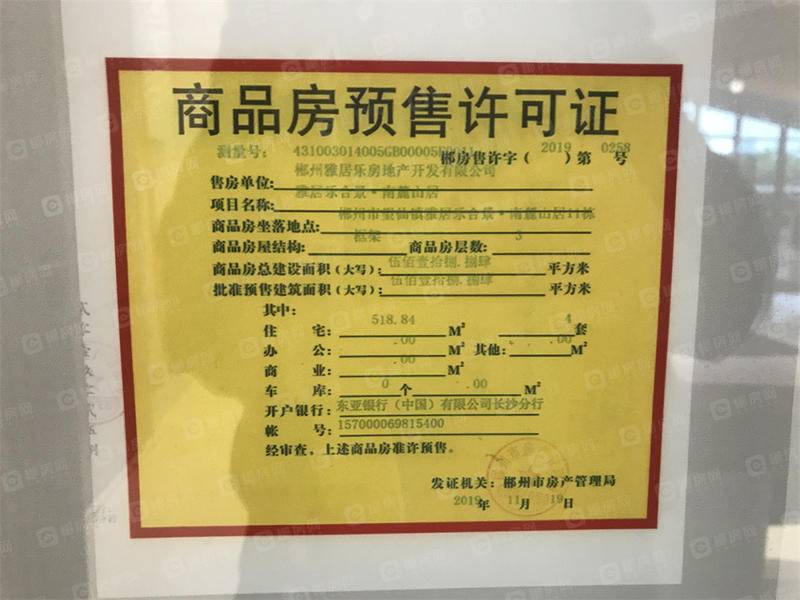 商品房预售许可证
测量号: 431003014005GB00005F0011
郴房售许字( 2019 )第 0258 号
售房单位: 郴州雅居乐房地产开发有限公司
项目名称: 雅居乐合景·南麓山居
商品房坐落地点: 郴州市罡仙镇雅居乐合景·南麓山居11栋
商品房屋结构: 框架 商品房层数: 3
商品房总建设面积(大写): 伍佰壹拾捌.捌肆 平方米
批准预售建筑面积(大写): 伍佰壹拾捌.捌肆 平方米
其中:
住 宅: 518.84 M² 4 套
办 公: .00 M² 其他: .00 M²
商 业: .00 M²
车 库: 0 个 .00 M²
开户银行: 东亚银行(中国)有限公司长沙分行
帐 号: 157000069815400
经审查,上述商品房准许预售。
发证机关: 郴州市房产管理局
2019 年 11 月 19 日
郴房网